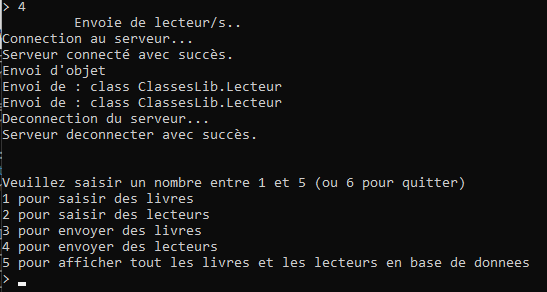 > 4
Envoie de lecteur/s..
Connection au serveur...
Serveur connecté avec succès.
Envoi d'objet
Envoi de : class ClassesLib.Lecteur
Envoi de : class ClassesLib.Lecteur
Deconnection du serveur...
Serveur deconnecter avec succès.
Veuillez saisir un nombre entre 1 et 5 (ou 6 pour quitter)
1 pour saisir des livres
2 pour saisir des lecteurs
3 pour envoyer des livres
4 pour envoyer des lecteurs
5 pour afficher tout les livres et les lecteurs en base de donnees
>